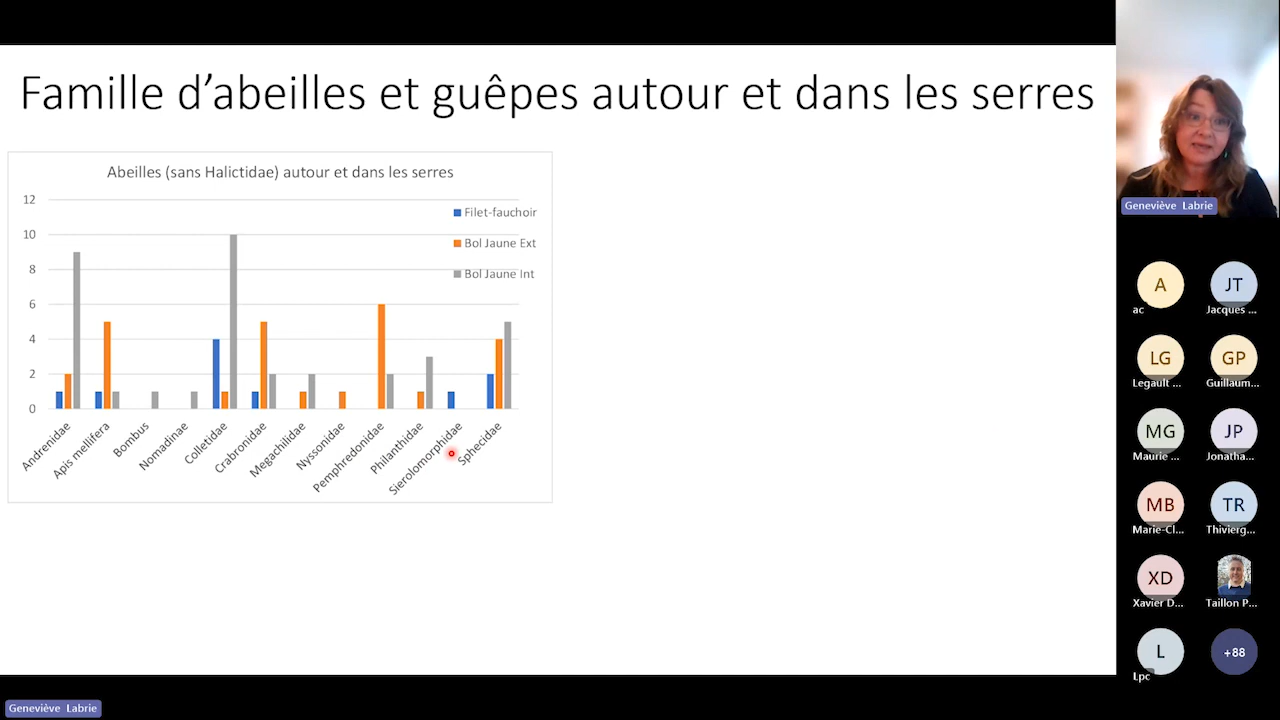 Famille d’abeilles et guêpes autour et dans les serres
Abeilles (sans Halictidae) autour et dans les serres
12
10
8
6
4
2
0
Filet-fauchoir
Bol Jaune Ext
Bol Jaune Int
Andrenidae
Apis mellifera
Bombus
Nomadinae
Colletidae
Crabronidae
Megachilidae
Nyssonidae
Pemphredonidae
Philanthidae
Sierolomorphidae
Sphecidae
Geneviève Labrie
A
ac
JT
Jacques ...
LG
Legault ...
GP
Guillaum...
MG
Maurie ...
JP
Jonatha...
MB
Marie-Cl...
TR
Thivierg...
XD
Xavier D...
Taillon P...
L
Lpc
+88
Geneviève Labrie